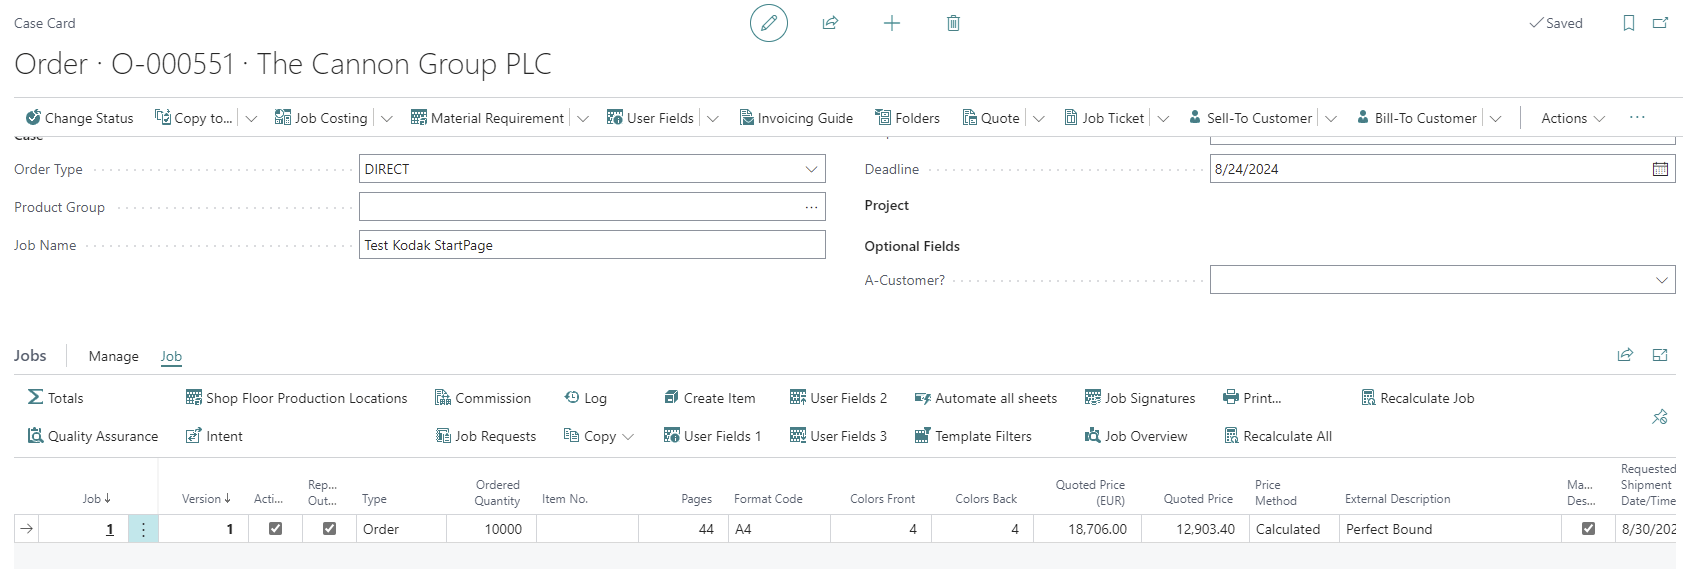 Case Card
Saved
Order · O-000551 · The Cannon Group PLC
Change Status Copy to... Job Costing Material Requirement User Fields Invoicing Guide Folders Quote Job Ticket Sell-To Customer Bill-To Customer Actions ...
Case
Order Type DIRECT
Product Group ...
Job Name Test Kodak StartPage
Deadline 8/24/2024
Project
Optional Fields
A-Customer?
Jobs Manage Job
Totals Shop Floor Production Locations Commission Log Create Item User Fields 2 Automate all sheets Job Signatures Print... Recalculate Job
Quality Assurance Intent Job Requests Copy User Fields 1 User Fields 3 Template Filters Job Overview Recalculate All
Job↓ Version↓ Acti... Rep... Out... Type Ordered Quantity Item No. Pages Format Code Colors Front Colors Back Quoted Price (EUR) Quoted Price Price Method External Description Ma... Des... Requested Shipment Date/Time
1 1 Order 10000 44 A4 4 4 18,706.00 12,903.40 Calculated Perfect Bound 8/30/202